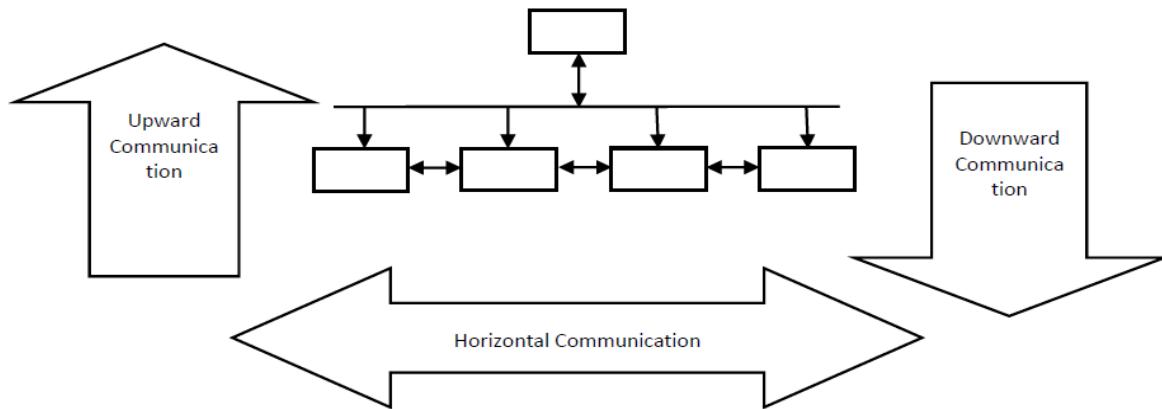 Upward
Communica
tion
Downward
Communica
tion
Horizontal Communication